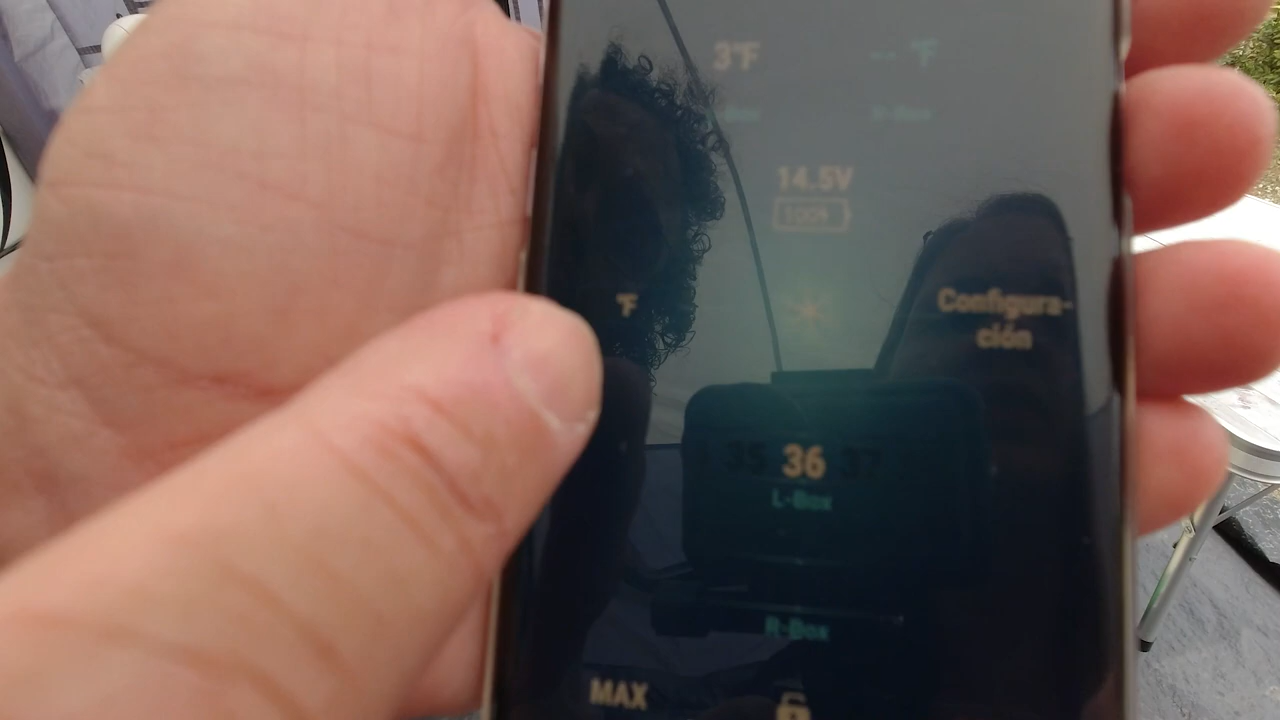 3°F -- °F
14.5V
100%
°F
Configura-
ción
35 36 37
L-Box
R-Box
MAX